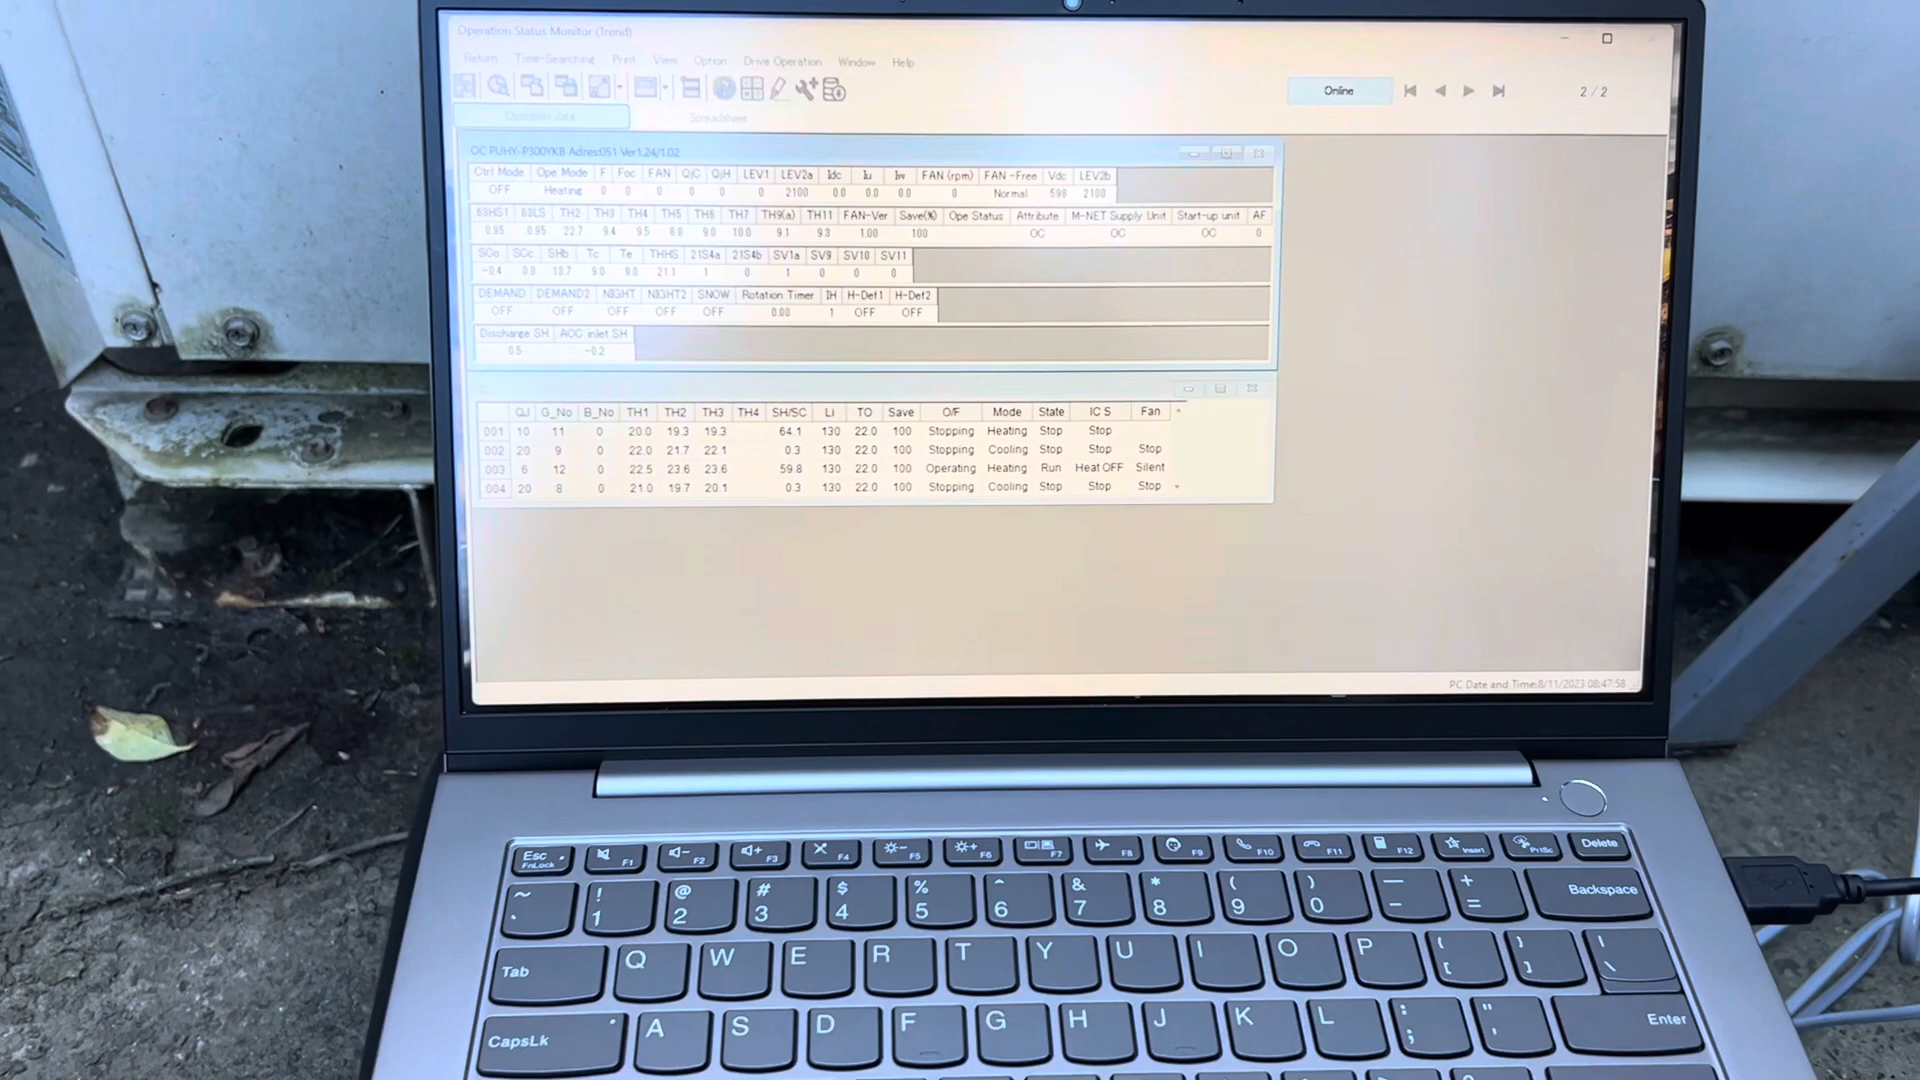 Operation Status Monitor (Trend)
Return Time-Searching Print View Option Drive Operation Window Help
Online 2 / 2
Operation data Spreadsheet
OC PUHY-P300YKB Adres:051 Ver1.24/1.02
Ctrl Mode Ope Mode F Foc FAN QjC QjH LEV1 LEV2a Idc Iu Iw FAN (rpm) FAN -Free Vdc LEV2b
OFF Heating 0 0 0 0 0 0 2100 0.0 0.0 0.0 0 Normal 598 2100
63HS1 63LS TH2 TH3 TH4 TH5 TH6 TH7 TH9(a) TH11 FAN-Ver Save(%) Ope Status Attribute M-NET Supply Unit Start-up unit AF
0.95 0.95 22.7 9.4 9.5 8.8 9.0 10.0 9.1 9.3 1.00 100 OC OC OC 0
SCo SCc SHb Tc Te THHS 21S4a 21S4b SV1a SV9 SV10 SV11
-0.4 0.0 13.7 9.0 9.0 21.1 1 0 1 0 0 0
DEMAND DEMAND2 NIGHT NIGHT2 SNOW Rotation Timer IH H-Def1 H-Def2
OFF OFF OFF OFF OFF 0.00 1 OFF OFF
Discharge SH ACC inlet SH
0.5 -0.2
QJ G_No B_No TH1 TH2 TH3 TH4 SH/SC Li TO Save O/F Mode State IC S Fan
001 10 11 0 20.0 19.3 19.3 64.1 130 22.0 100 Stopping Heating Stop Stop
002 20 9 0 22.0 21.7 22.1 0.3 130 22.0 100 Stopping Cooling Stop Stop Stop
003 6 12 0 22.5 23.6 23.6 59.8 130 22.0 100 Operating Heating Run Heat OFF Silent
004 20 8 0 21.0 19.7 20.1 0.3 130 22.0 100 Stopping Cooling Stop Stop Stop
PC Date and Time:8/11/2023 08:47:58
Esc FnLock F1 F2 F3 F4 F5 F6 F7 F8 F9 F10 F11 F12 Insert PrtSc Delete
~ ! @ # $ % ^ & * ( ) — + Backspace
` 1 2 3 4 5 6 7 8 9 0 - =
Tab Q W E R T Y U I O P { [ } ] | \
CapsLk A S D F G H J K L : ; " ' Enter